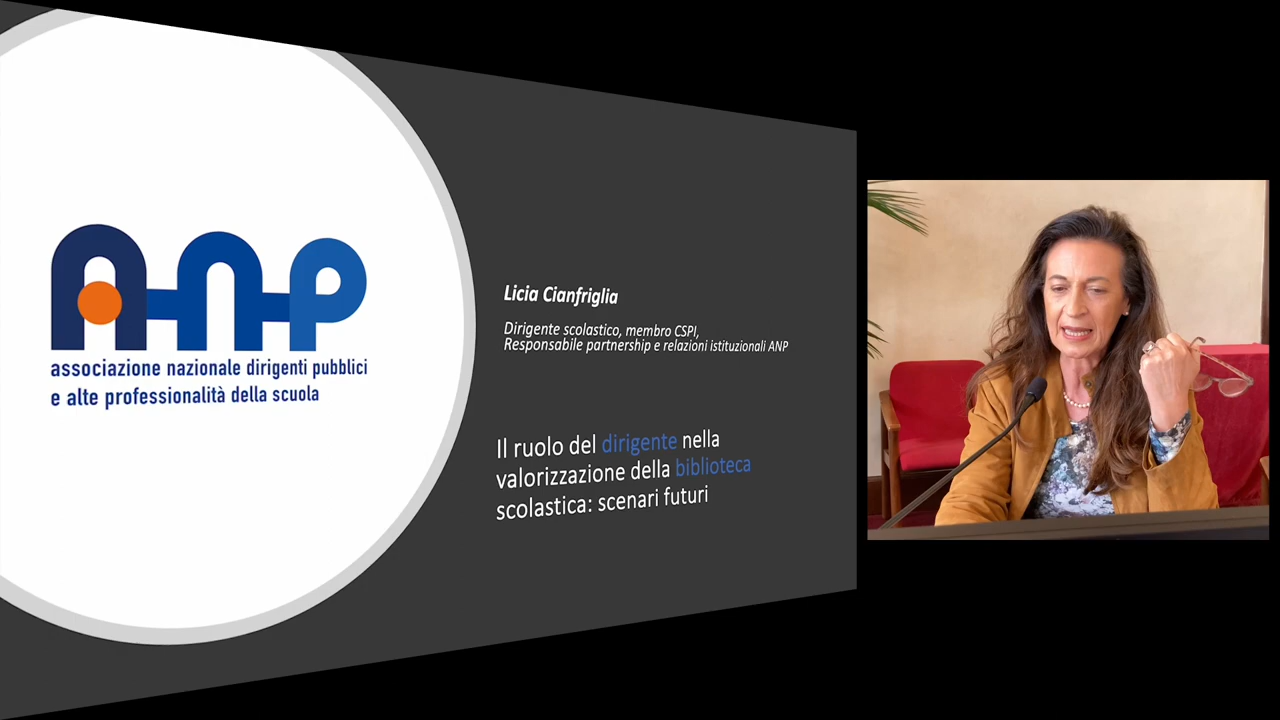 ANP
associazione nazionale dirigenti pubblici
e alte professionalità della scuola
Licia Cianfriglia
Dirigente scolastico, membro CSPI,
Responsabile partnership e relazioni istituzionali ANP
Il ruolo del dirigente nella
valorizzazione della biblioteca
scolastica: scenari futuri